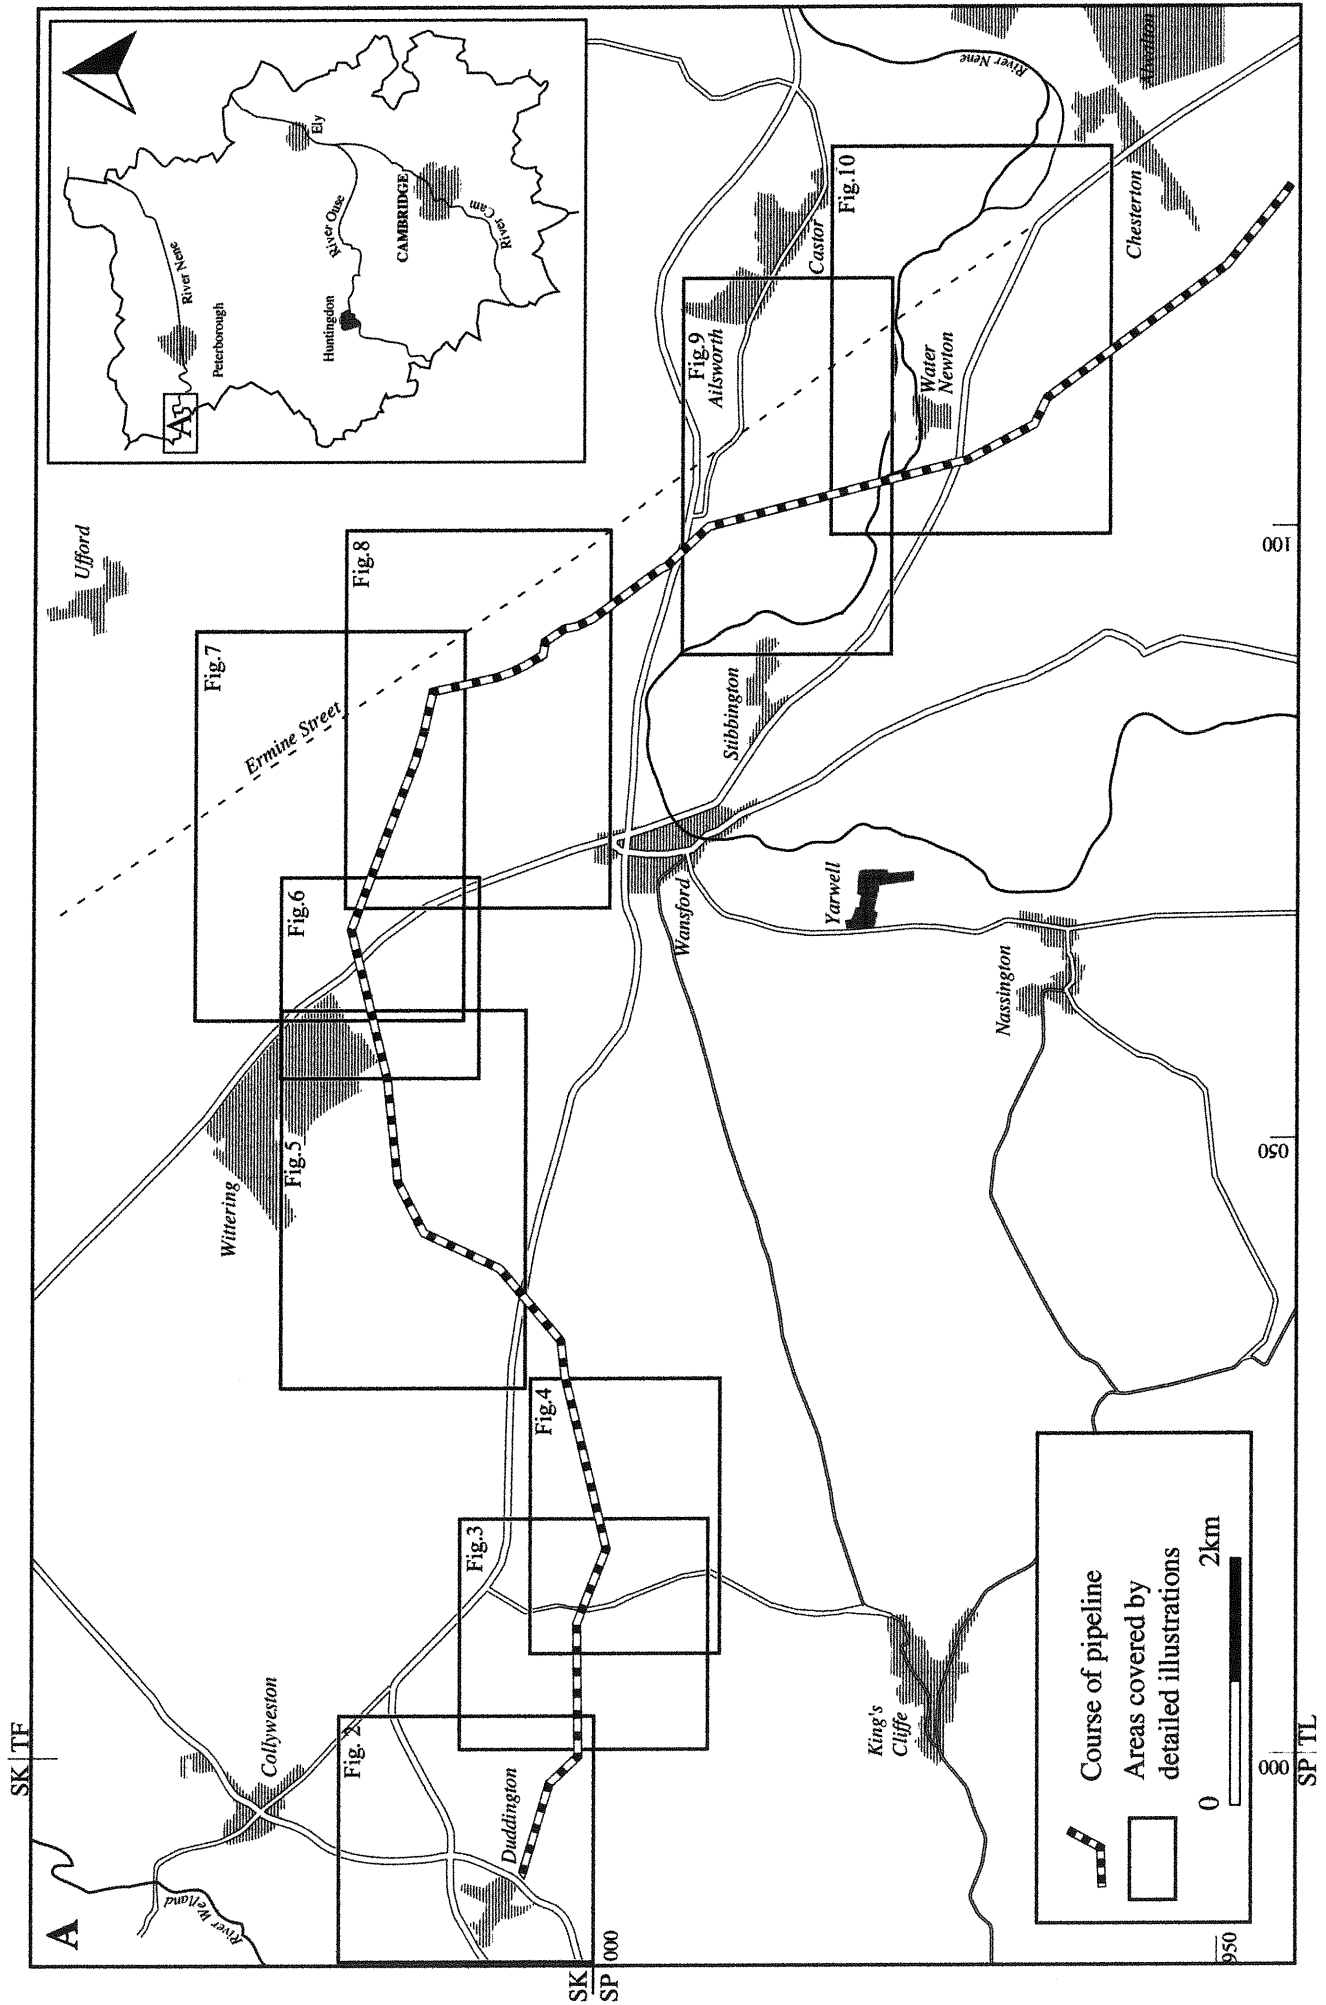 A
SK | TF
River Welland
Collyweston
Duddington
Fig. 2
Fig.3
Fig.4
Wittering
Fig.5
Fig.6
Fig.7
Ermine Street
Fig.8
Ufford
Fig.9
Ailsworth
Castor
Fig.10
River Nene
Alwalton
Chesterton
Water
Newton
Stibbington
Wansford
Yarwell
Nassington
King's
Cliffe
SK
SP
000
950
000
SP | TL
050
100
Course of pipeline
Areas covered by
detailed illustrations
0
2km
A
River Nene
Peterborough
Huntingdon
River Ouse
Ely
CAMBRIDGE
River Cam